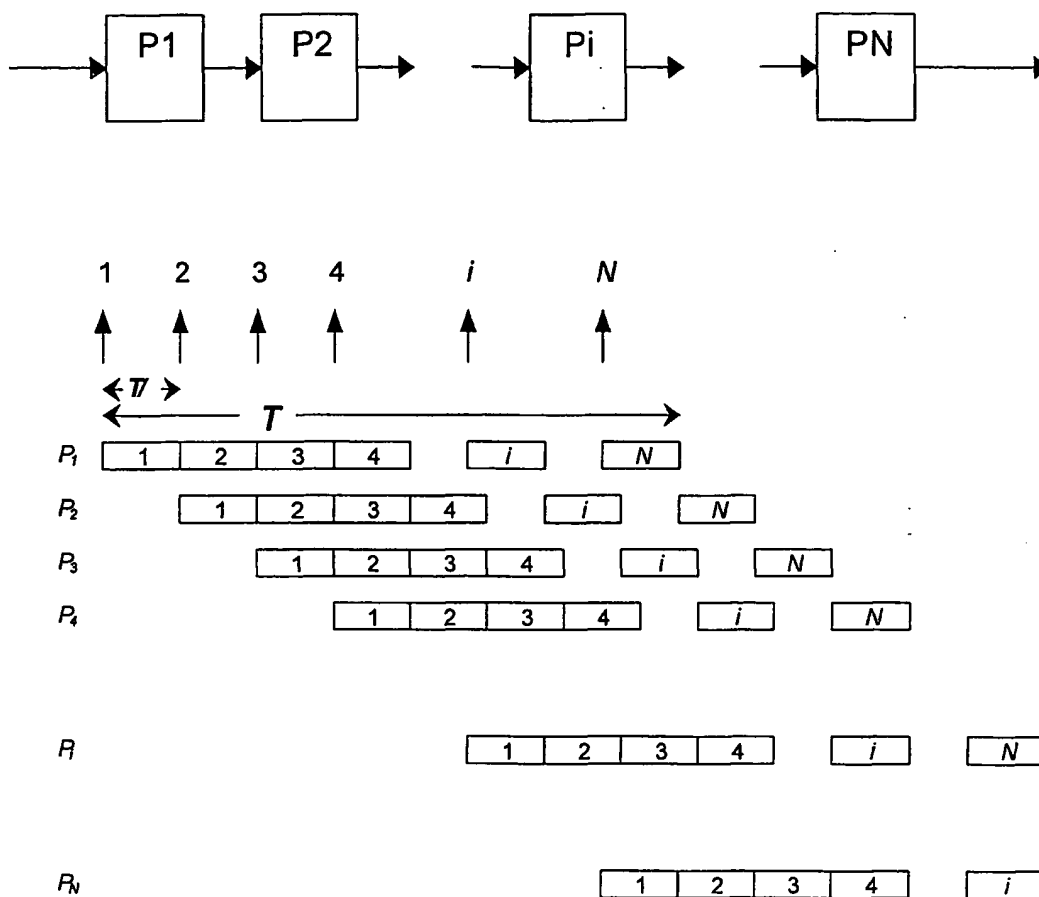 P1 P2 Pi PN
1 2 3 4 i N
T/
T
P1 1 2 3 4 i N
P2 1 2 3 4 i N
P3 1 2 3 4 i N
P4 1 2 3 4 i N
Pi 1 2 3 4 i N
PN 1 2 3 4 i